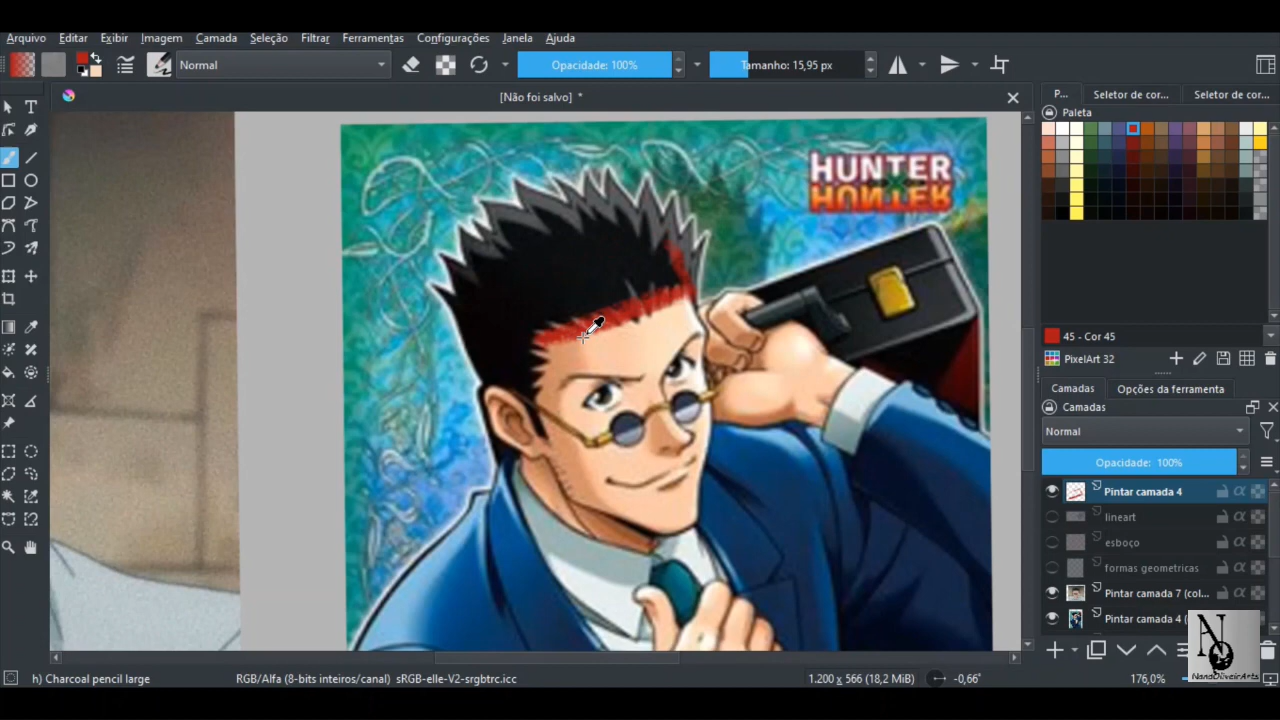 Arquivo Editar Exibir Imagem Camada Seleção Filtrar Ferramentas Configurações Janela Ajuda
Normal Opacidade: 100% Tamanho: 15,95 px
[Não foi salvo] *
P... Seletor de cor... Seletor de cor...
Paleta
HUNTER
HUNTER
45 - Cor 45
PixelArt 32
Camadas Opções da ferramenta
Camadas
Normal
Opacidade: 100%
Pintar camada 4
lineart
esboço
formas geometricas
Pintar camada 7 (col...
Pintar camada 4 (
N
NandOliveirArts
h) Charcoal pencil large RGB/Alfa (8-bits inteiros/canal) sRGB-elle-V2-srgbtrc.icc 1.200 x 566 (18,2 MiB) -0,66° 176,0%